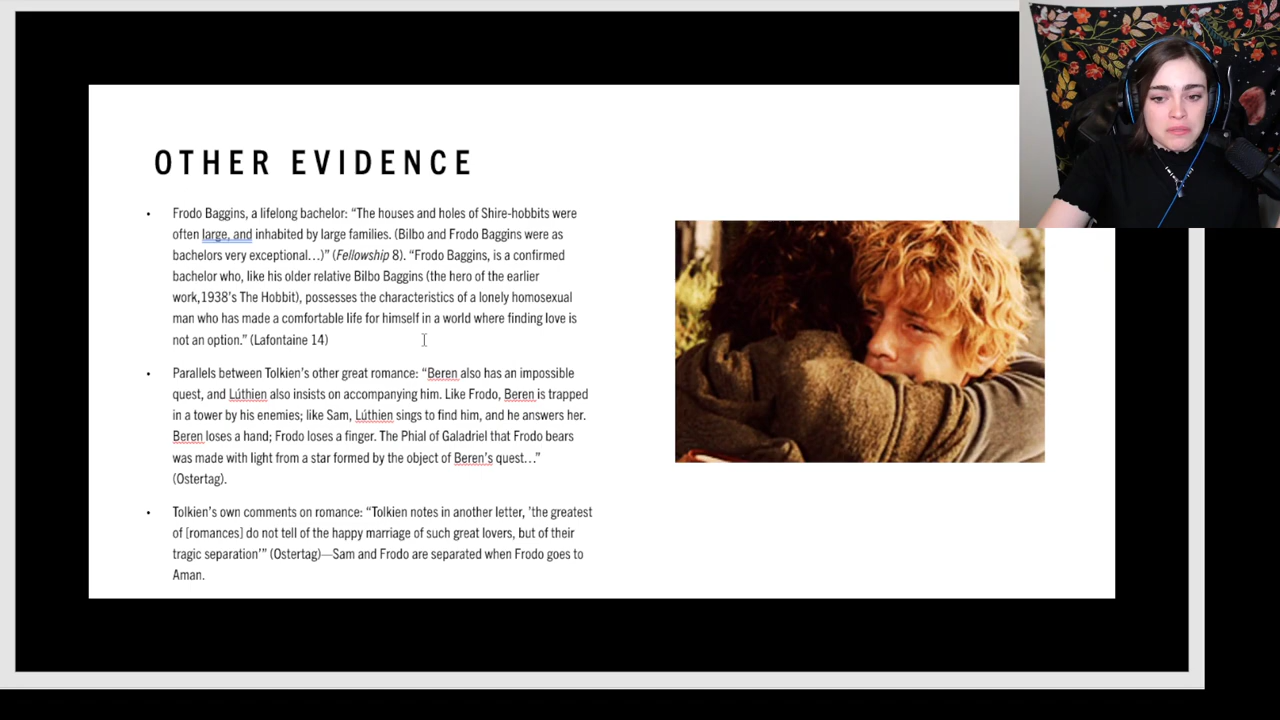 OTHER EVIDENCE
• Frodo Baggins, a lifelong bachelor: “The houses and holes of Shire-hobbits were
often large, and inhabited by large families. (Bilbo and Frodo Baggins were as
bachelors very exceptional…)” (Fellowship 8). “Frodo Baggins, is a confirmed
bachelor who, like his older relative Bilbo Baggins (the hero of the earlier
work,1938’s The Hobbit), possesses the characteristics of a lonely homosexual
man who has made a comfortable life for himself in a world where finding love is
not an option.” (Lafontaine 14)
• Parallels between Tolkien’s other great romance: “Beren also has an impossible
quest, and Lúthien also insists on accompanying him. Like Frodo, Beren is trapped
in a tower by his enemies; like Sam, Lúthien sings to find him, and he answers her.
Beren loses a hand; Frodo loses a finger. The Phial of Galadriel that Frodo bears
was made with light from a star formed by the object of Beren’s quest…”
(Ostertag).
• Tolkien’s own comments on romance: “Tolkien notes in another letter, ’the greatest
of [romances] do not tell of the happy marriage of such great lovers, but of their
tragic separation’” (Ostertag)—Sam and Frodo are separated when Frodo goes to
Aman.